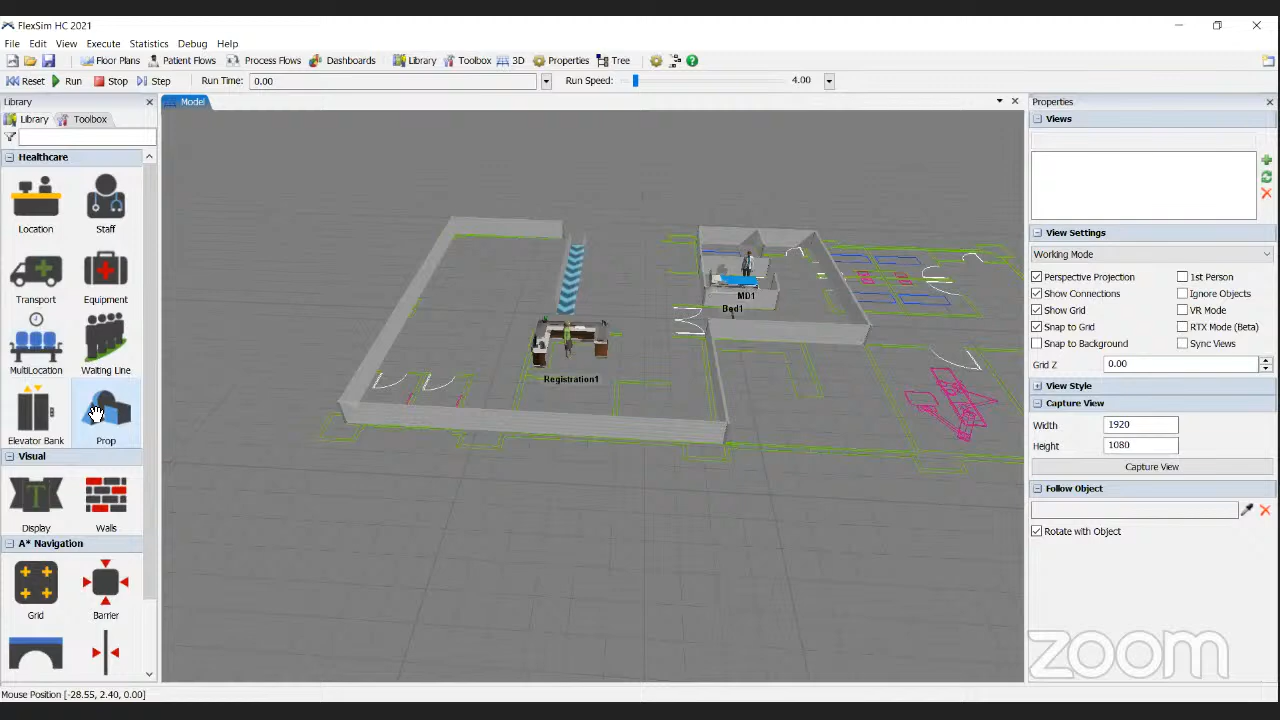 FlexSim HC 2021
File Edit View Execute Statistics Debug Help
Floor Plans Patient Flows Process Flows Dashboards Library Toolbox 3D Properties Tree
Reset Run Stop Step Run Time: 0.00 Run Speed: 4.00
Library
Library Toolbox
Healthcare
Location Staff
Transport Equipment
MultiLocation Waiting Line
Elevator Bank Prop
Visual
T
Display Walls
A* Navigation
Grid Barrier
Model
MD1
Bed1
Registration1
Properties
Views
View Settings
Working Mode
Perspective Projection 1st Person
Show Connections Ignore Objects
Show Grid VR Mode
Snap to Grid RTX Mode (Beta)
Snap to Background Sync Views
Grid Z 0.00
View Style
Capture View
Width 1920
Height 1080
Capture View
Follow Object
Rotate with Object
zoom
Mouse Position [-28.55, 2.40, 0.00]